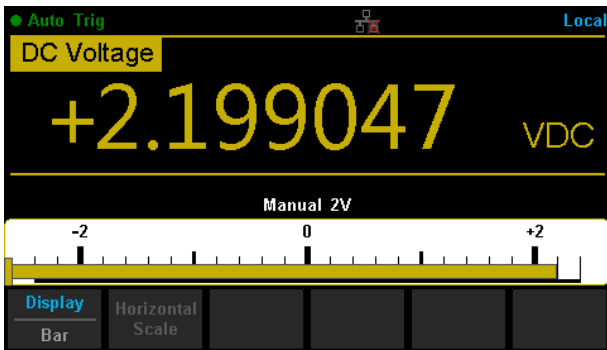 Auto Trig Local
DC Voltage
+2.199047 VDC
Manual 2V
-2 0 +2
Display Horizontal
Bar Scale